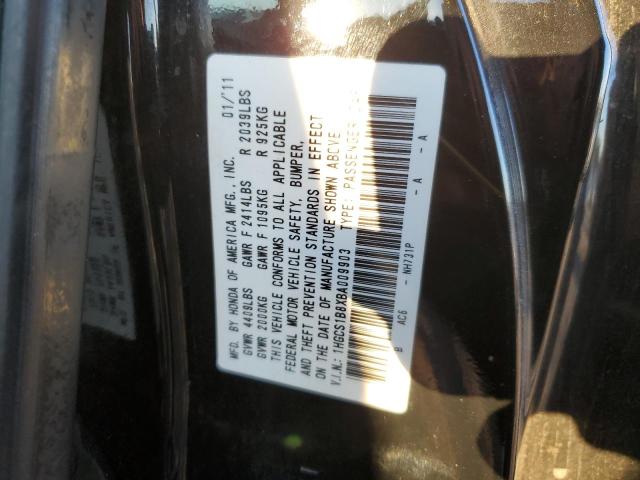 MFD. BY HONDA OF AMERICA MFG., INC. 01/'11
GVWR 4409LBS GAWR F 2414LBS R 2039LBS
GVWR 2000KG GAWR F 1095KG R 925KG
THIS VEHICLE CONFORMS TO ALL APPLICABLE
FEDERAL MOTOR VEHICLE SAFETY, BUMPER,
AND THEFT PREVENTION STANDARDS IN EFFECT
ON THE DATE OF MANUFACTURE SHOWN ABOVE
V.I.N.: 1HGCS1B8XBA009903 TYPE: PASSENGER
B AC6 - NH731P - A - A